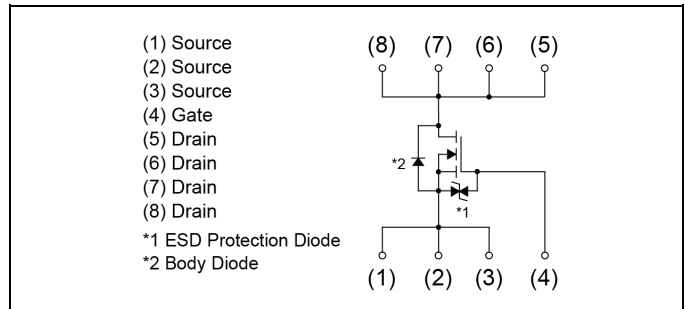 (1) Source
(2) Source
(3) Source
(4) Gate
(5) Drain
(6) Drain
(7) Drain
(8) Drain
*1 ESD Protection Diode
*2 Body Diode
(8) (7) (6) (5)
*2
*1
(1) (2) (3) (4)